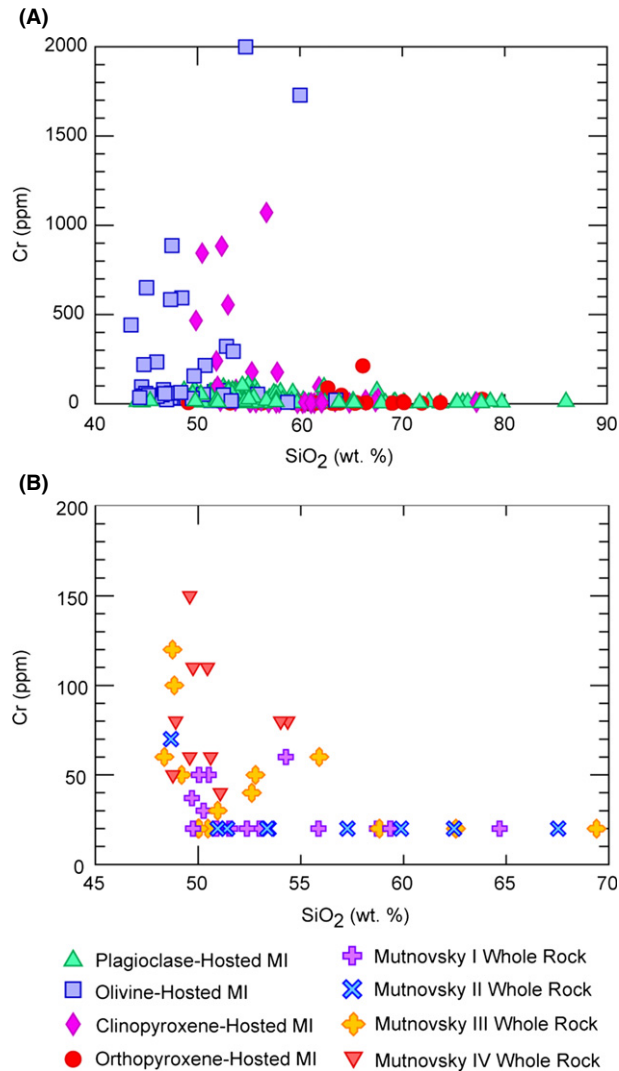 (A)
2000
1500
1000
500
0
Cr (ppm)
40 50 60 70 80 90
SiO2 (wt. %)
(B)
200
150
100
50
0
Cr (ppm)
45 50 55 60 65 70
SiO2 (wt. %)
Plagioclase-Hosted MI
Olivine-Hosted MI
Clinopyroxene-Hosted MI
Orthopyroxene-Hosted MI
Mutnovsky I Whole Rock
Mutnovsky II Whole Rock
Mutnovsky III Whole Rock
Mutnovsky IV Whole Rock